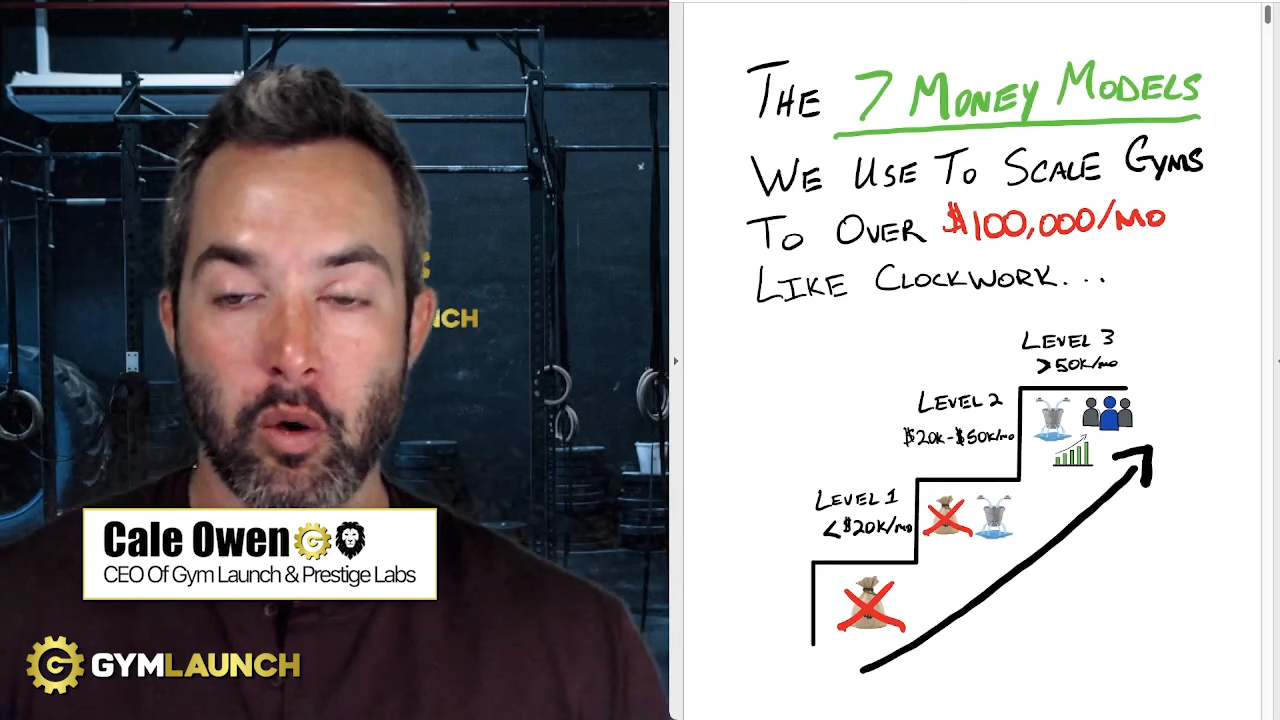 THE 7 MONEY MODELS
WE USE TO SCALE GYMS
TO OVER $100,000/MO
LIKE CLOCKWORK...
LEVEL 3
>50K/MO
LEVEL 2
$20K-$50K/MO
LEVEL 1
<$20K/MO
NCH
Cale Owen
CEO Of Gym Launch & Prestige Labs
G GYMLAUNCH